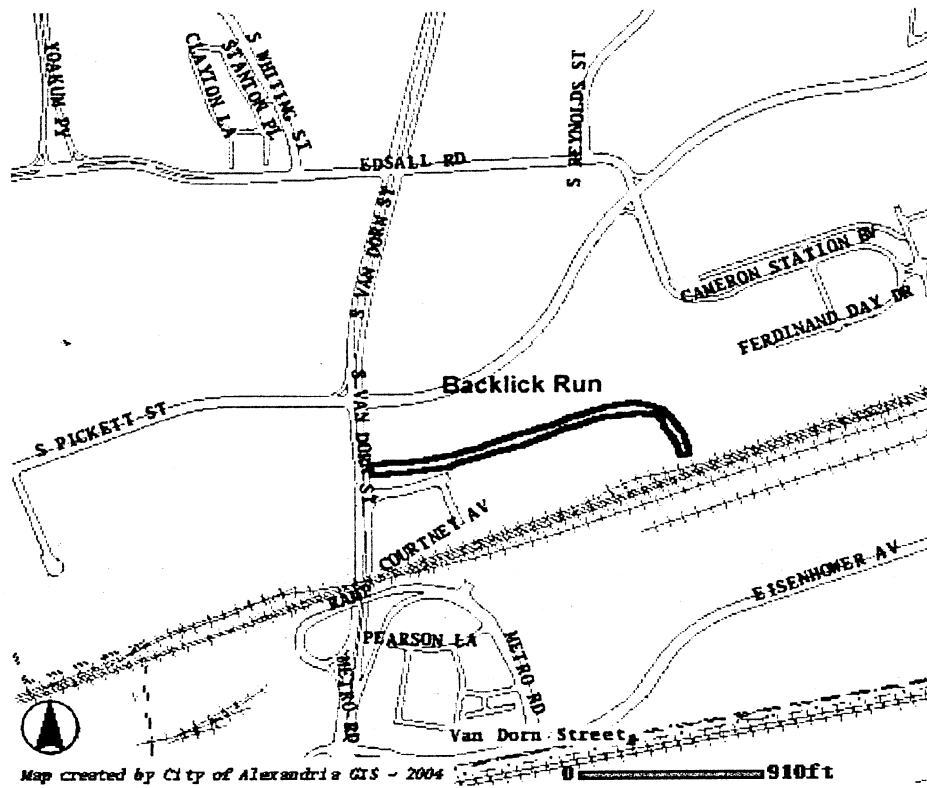 YOAKUM PY
CLAYTON LA
STANTON PL
S WHITING ST
EDSALL RD
S REYNOLDS ST
S VAN DORN ST
CAMERON STATION BV
FERDINAND DAY DR
S PICKETT ST
S VAN DORN ST
Backlick Run
COURTNEY AV
RAMP
EISENHOWER AV
PEARSON LA
METRO RD
METRO RD
Van Dorn Street
Map created by City of Alexandria GIS - 2004
0 910ft